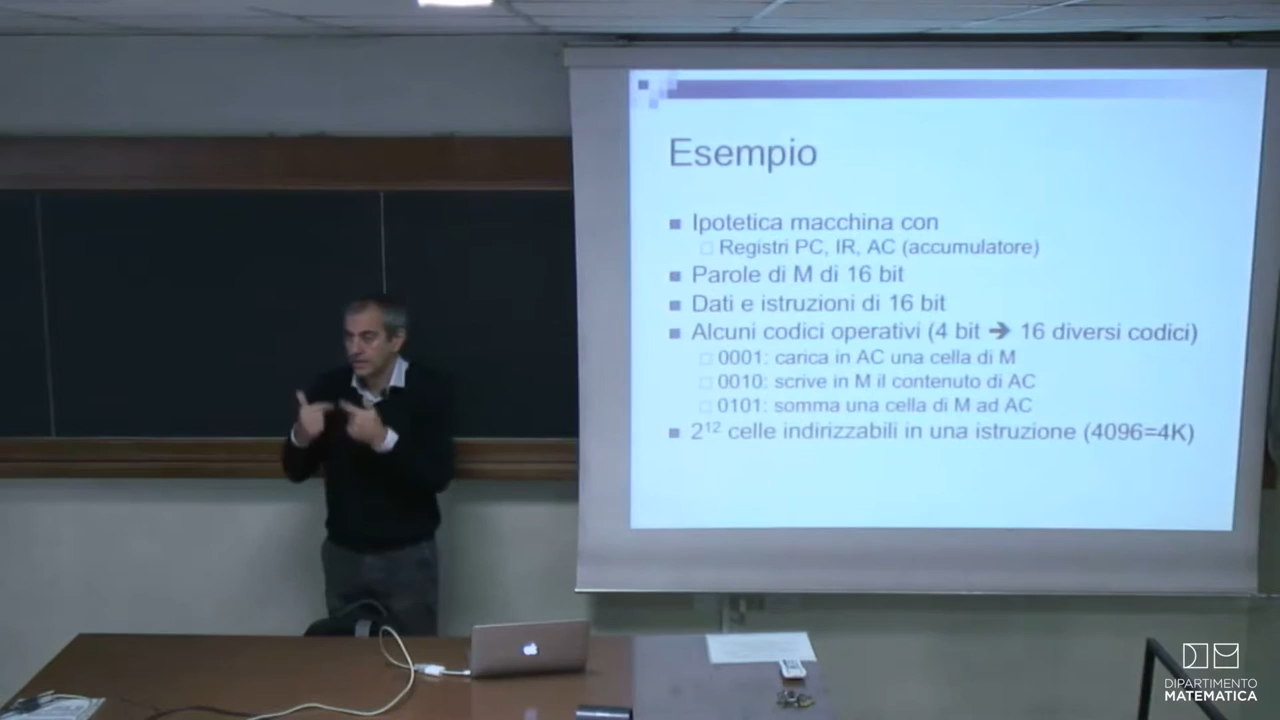 Esempio
Ipotetica macchina con
Registri PC, IR, AC (accumulatore)
Parole di M di 16 bit
Dati e istruzioni di 16 bit
Alcuni codici operativi (4 bit ➔ 16 diversi codici)
0001: carica in AC una cella di M
0010: scrive in M il contenuto di AC
0101: somma una cella di M ad AC
2¹² celle indirizzabili in una istruzione (4096=4K)
DIPARTIMENTO
MATEMATICA